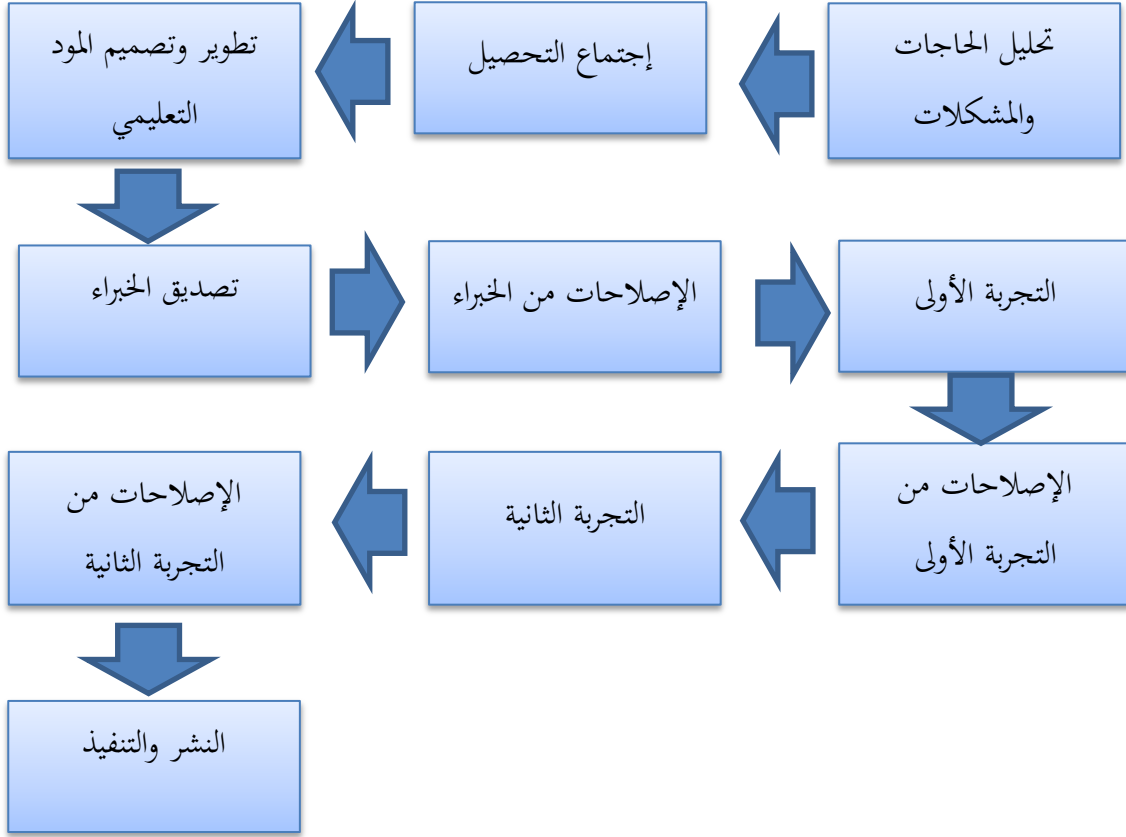 تحليل الحاجات
والمشكلات
إجتماع التحصيل
تطوير وتصميم المود
التعليمي
تصديق الخبراء
الإصلاحات من الخبراء
التجربة الأولى
الإصلاحات من
التجربة الأولى
التجربة الثانية
الإصلاحات من
التجربة الثانية
النشر والتنفيذ